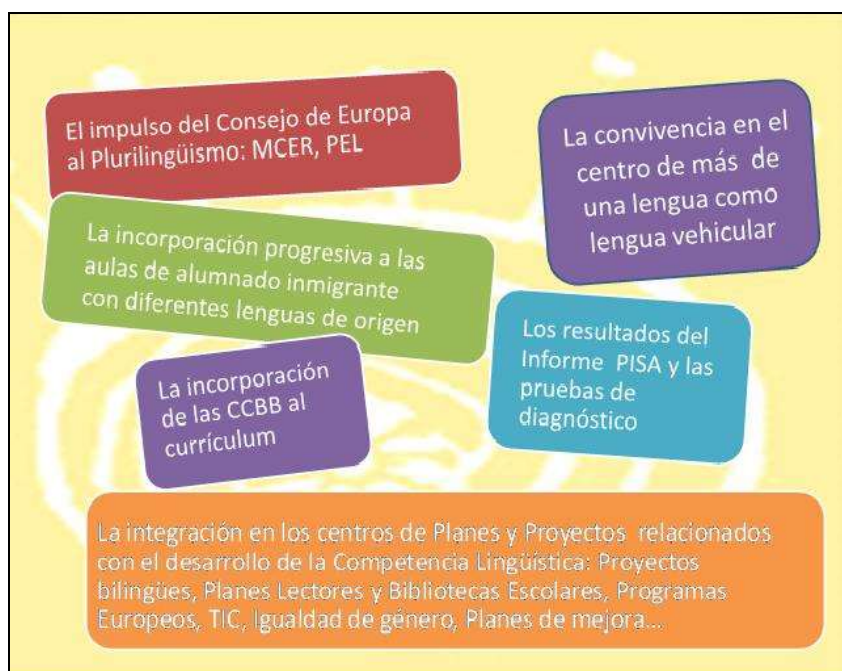 El impulso del Consejo de Europa
al Plurilingüismo: MCER, PEL
La convivencia en el
centro de más de
una lengua como
lengua vehicular
La incorporación progresiva a las
aulas de alumnado inmigrante
con diferentes lenguas de origen
Los resultados del
Informe PISA y las
pruebas de
diagnóstico
La incorporación
de las CCBB al
currículum
La integración en los centros de Planes y Proyectos relacionados
con el desarrollo de la Competencia Lingüística: Proyectos
bilingües, Planes Lectores y Bibliotecas Escolares, Programas
Europeos, TIC, Igualdad de género, Planes de mejora...